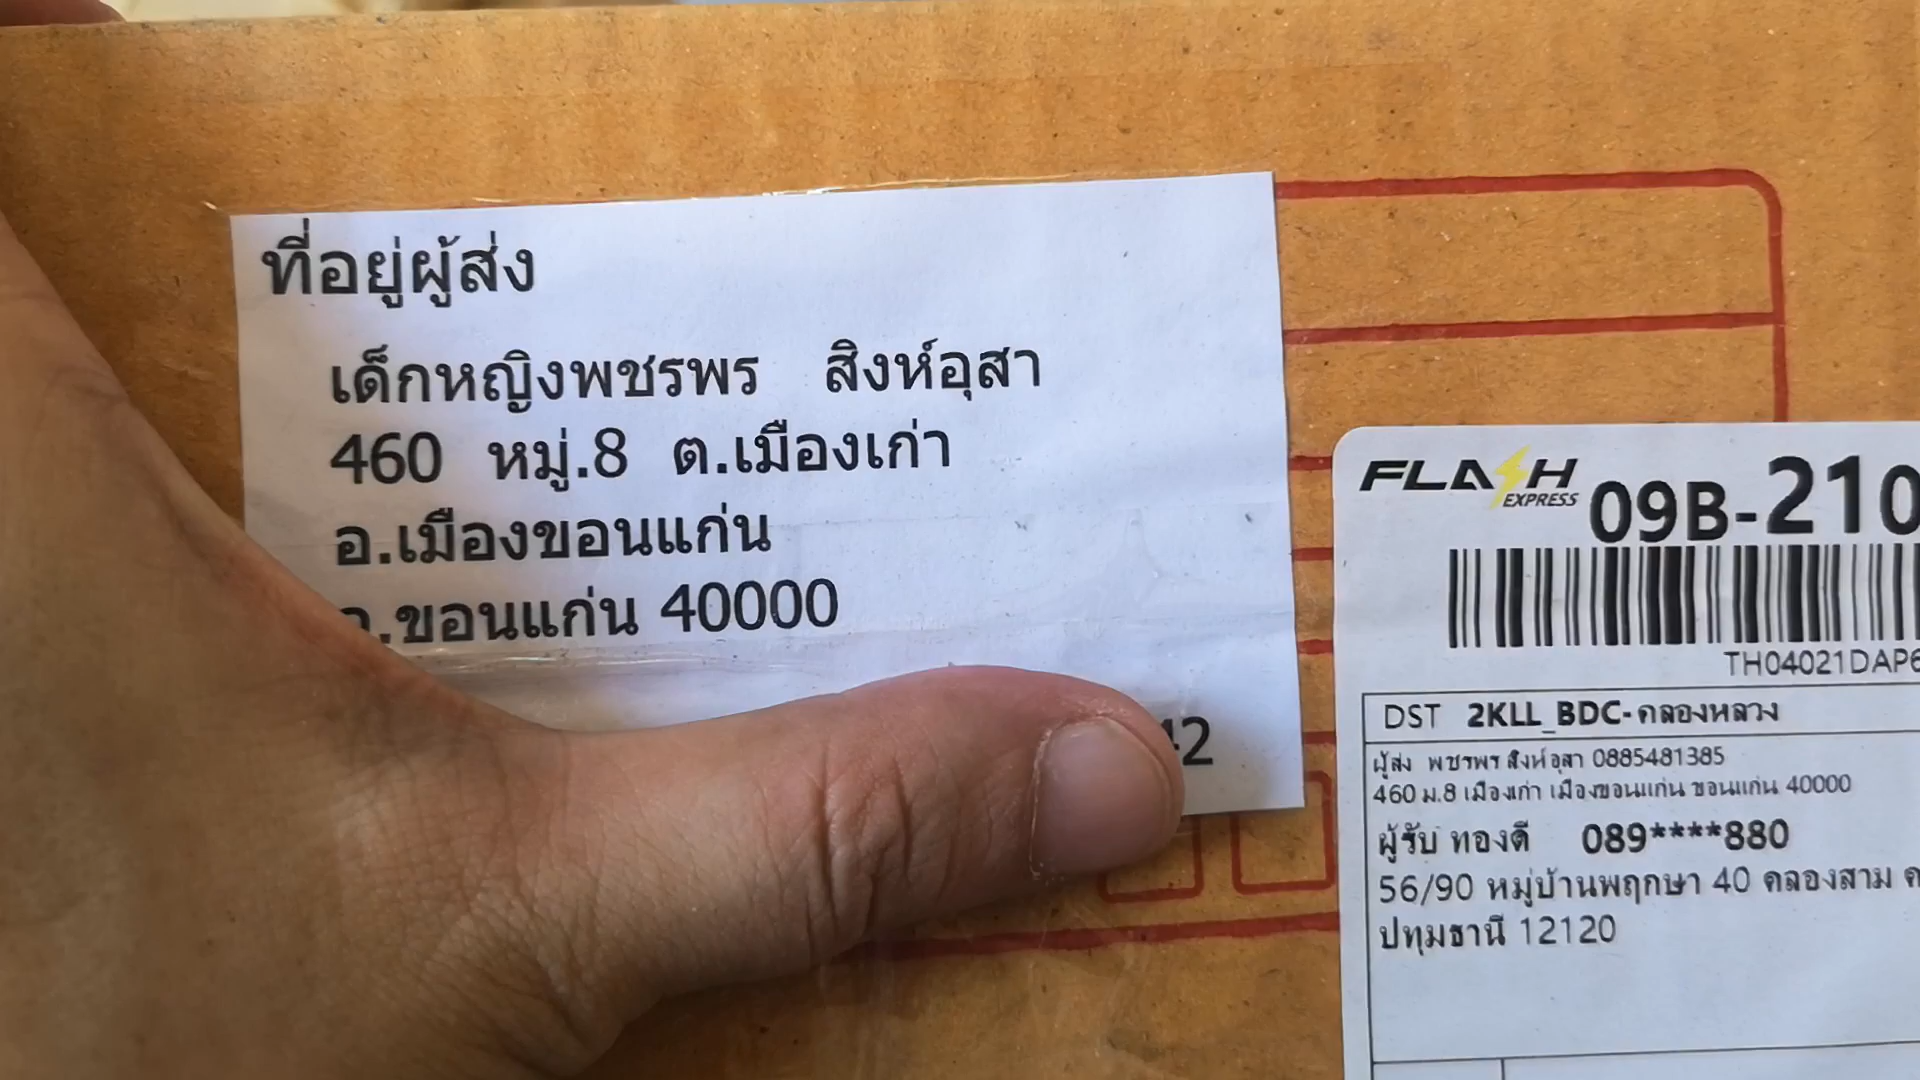 ที่อยู่ผู้ส่ง
เด็กหญิงพชรพร สิงห์อุสา
460 หมู่.8 ต.เมืองเก่า
อ.เมืองขอนแก่น
จ.ขอนแก่น 40000
42
FLASH EXPRESS
09B-210
TH04021DAP6
DST 2KLL_BDC-คลองหลวง
ผู้ส่ง พชรพร สิงห์อุสา 0885481385
460 ม.8 เมืองเก่า เมืองขอนแก่น ขอนแก่น 40000
ผู้รับ ทองดี 089****880
56/90 หมู่บ้านพฤกษา 40 คลองสาม ค
ปทุมธานี 12120